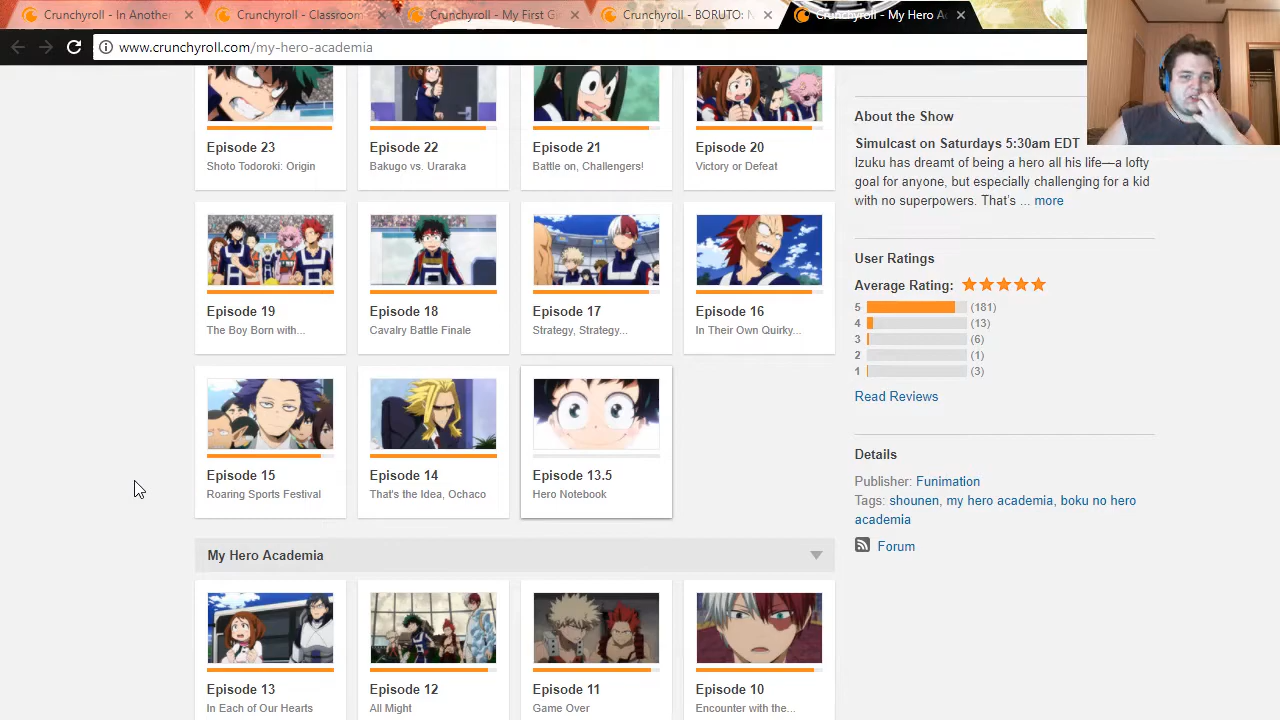 Crunchyroll - In Another
Crunchyroll - Classroom
Crunchyroll - My First G
Crunchyroll - BORUTO: N
Crunchyroll - My Hero A
www.crunchyroll.com/my-hero-academia
Episode 23
Shoto Todoroki: Origin
Episode 22
Bakugo vs. Uraraka
Episode 21
Battle on, Challengers!
Episode 20
Victory or Defeat
Episode 19
The Boy Born with...
Episode 18
Cavalry Battle Finale
Episode 17
Strategy, Strategy...
Episode 16
In Their Own Quirky...
Episode 15
Roaring Sports Festival
Episode 14
That's the Idea, Ochaco
Episode 13.5
Hero Notebook
My Hero Academia
Episode 13
In Each of Our Hearts
Episode 12
All Might
Episode 11
Game Over
Episode 10
Encounter with the...
About the Show
Simulcast on Saturdays 5:30am EDT
Izuku has dreamt of being a hero all his life—a lofty
goal for anyone, but especially challenging for a kid
with no superpowers. That's ... more
User Ratings
Average Rating:
5 (181)
4 (13)
3 (6)
2 (1)
1 (3)
Read Reviews
Details
Publisher: Funimation
Tags: shounen, my hero academia, boku no hero
academia
Forum